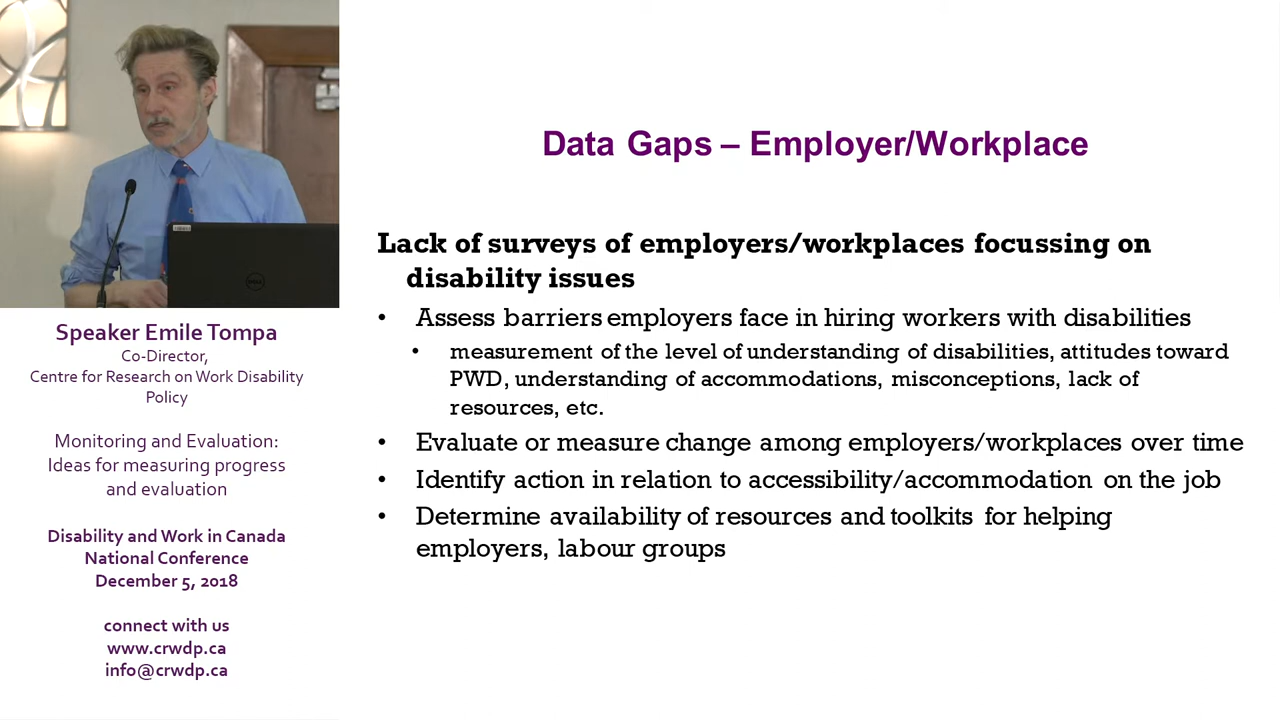 Speaker Emile Tompa
Co-Director,
Centre for Research on Work Disability
Policy
Monitoring and Evaluation:
Ideas for measuring progress
and evaluation
Disability and Work in Canada
National Conference
December 5, 2018
connect with us
www.crwdp.ca
info@crwdp.ca
Data Gaps – Employer/Workplace
Lack of surveys of employers/workplaces focussing on
disability issues
• Assess barriers employers face in hiring workers with disabilities
• measurement of the level of understanding of disabilities, attitudes toward
PWD, understanding of accommodations, misconceptions, lack of
resources, etc.
• Evaluate or measure change among employers/workplaces over time
• Identify action in relation to accessibility/accommodation on the job
• Determine availability of resources and toolkits for helping
employers, labour groups